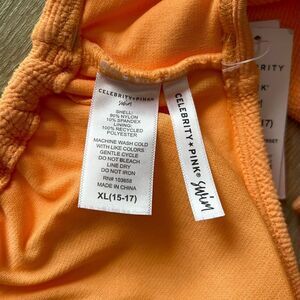 CELEBRITY★PINK®
Swim
SHELL:
90% NYLON
10% SPANDEX
LINING:
100% RECYCLED
POLYESTER
MACHINE WASH COLD
WITH LIKE COLORS
GENTLE CYCLE
DO NOT BLEACH
LINE DRY
DO NOT IRON
RN# 103658
MADE IN CHINA
XL(15-17)
CELEBRITY★PINK®
Swim